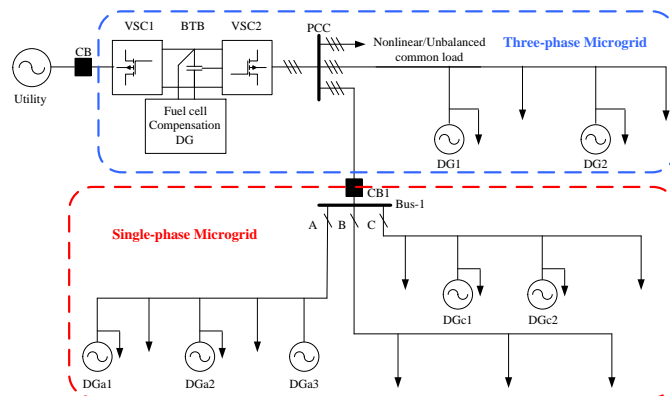 VSC1
BTB
VSC2
PCC
CB
Utility
Fuel cell
Compensation
DG
Nonlinear/Unbalanced
common load
Three-phase Microgrid
DG1
DG2
CB1
Bus-1
A
B
C
Single-phase Microgrid
DGc1
DGc2
DGa1
DGa2
DGa3